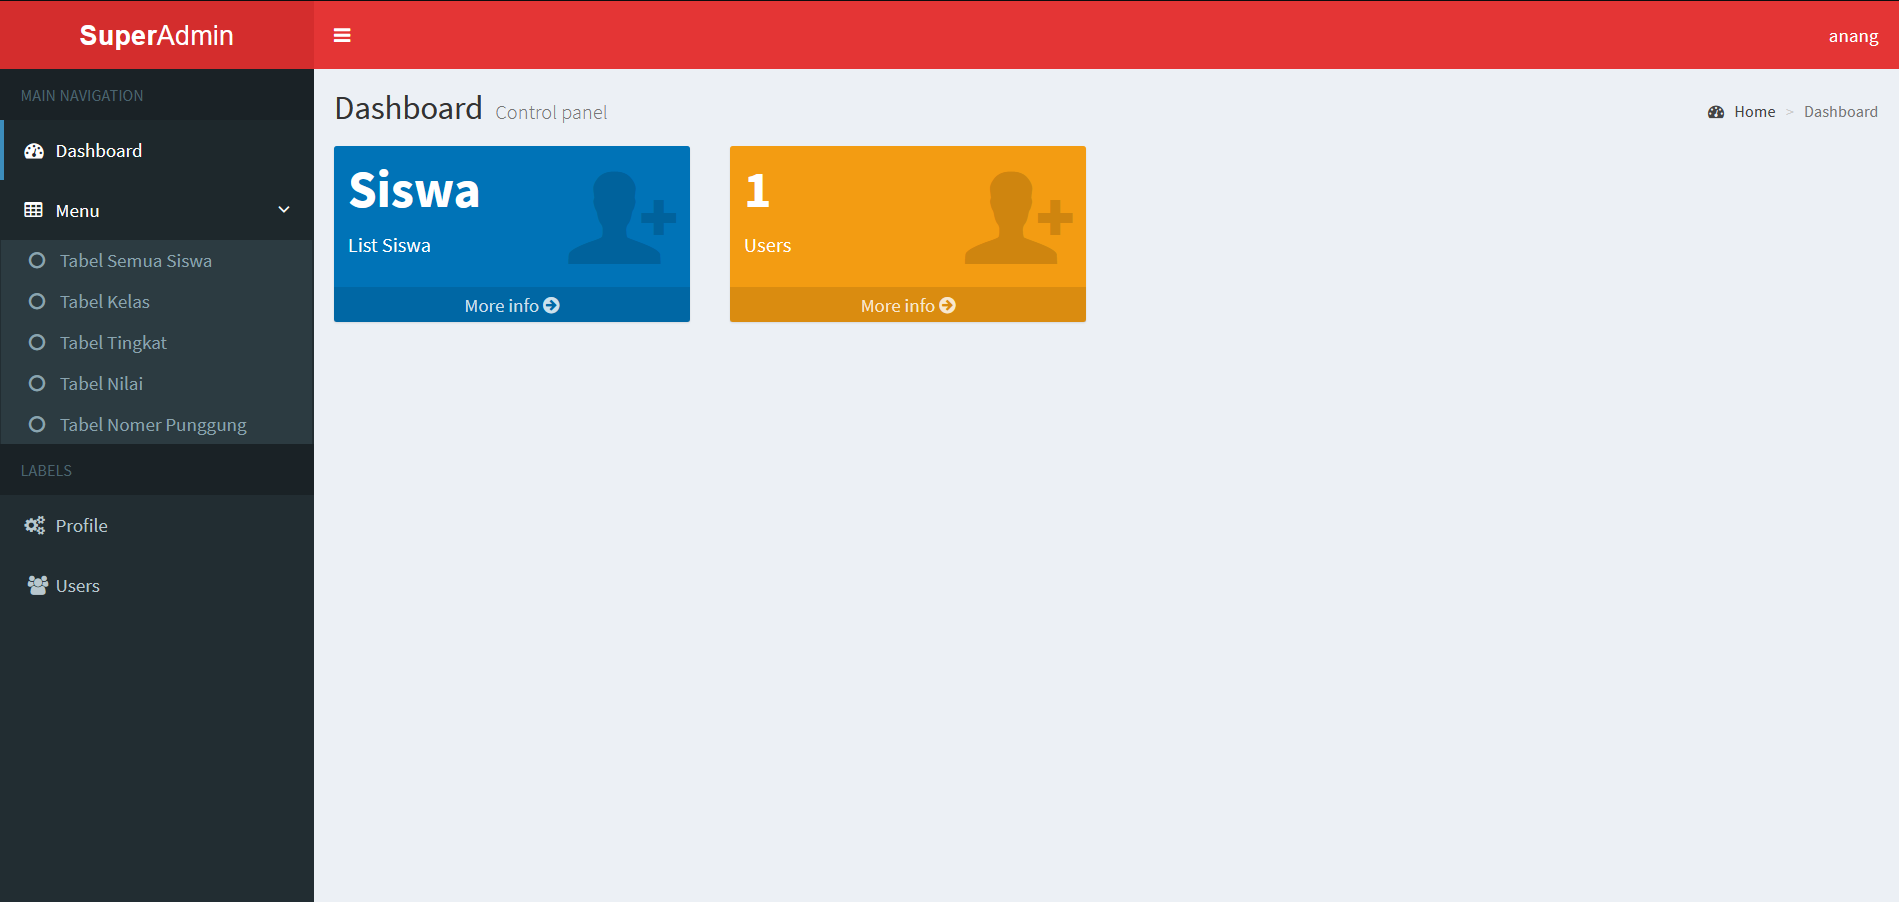 SuperAdmin
anang
MAIN NAVIGATION
Dashboard
Menu
Tabel Semua Siswa
Tabel Kelas
Tabel Tingkat
Tabel Nilai
Tabel Nomer Punggung
LABELS
Profile
Users
Dashboard Control panel
Home > Dashboard
Siswa
List Siswa
More info
1
Users
More info